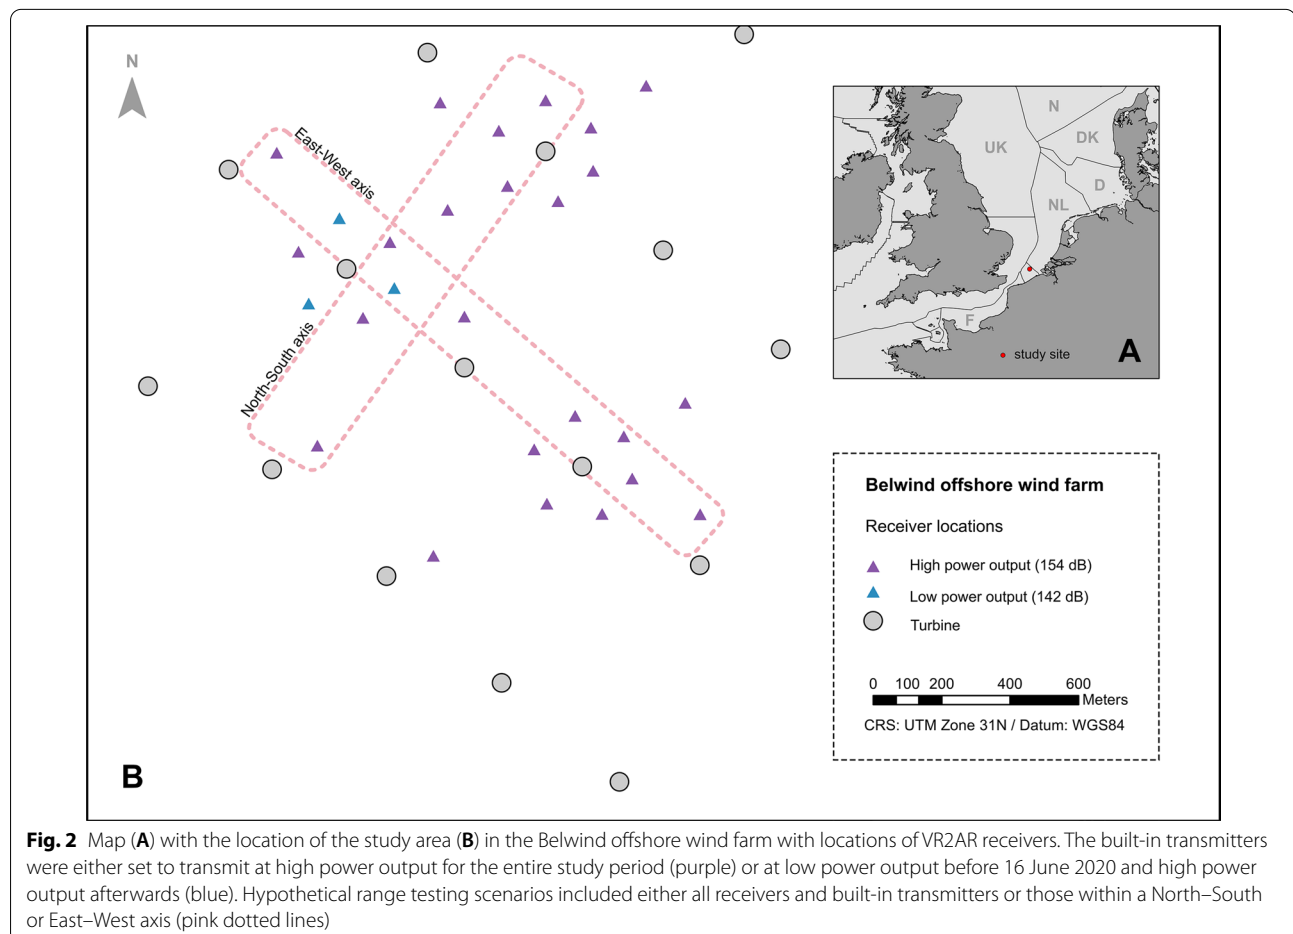 N
East-West axis
North-South axis
B
N
UK
DK
D
NL
F
study site
A
Belwind offshore wind farm
Receiver locations
High power output (154 dB)
Low power output (142 dB)
Turbine
0 100 200 400 600
Meters
CRS: UTM Zone 31N / Datum: WGS84
Fig. 2 Map (A) with the location of the study area (B) in the Belwind offshore wind farm with locations of VR2AR receivers. The built-in transmitters
were either set to transmit at high power output for the entire study period (purple) or at low power output before 16 June 2020 and high power
output afterwards (blue). Hypothetical range testing scenarios included either all receivers and built-in transmitters or those within a North–South
or East–West axis (pink dotted lines)